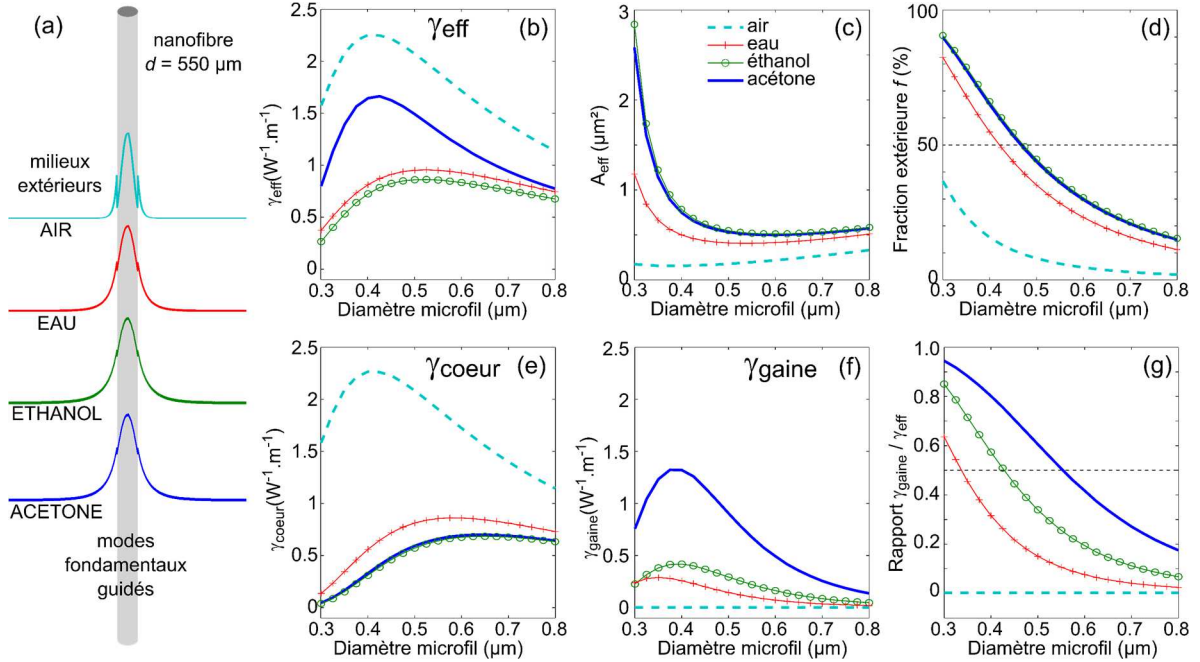 (a)
nanofibre
d = 550 µm
milieux
extérieurs
AIR
EAU
ETHANOL
ACETONE
modes
fondamentaux
guidés
(b)
γeff
γeff(W-1.m-1)
2.5
2
1.5
1
0.5
0
0.3 0.4 0.5 0.6 0.7 0.8
Diamètre microfil (µm)
(c)
air
eau
éthanol
acétone
Aeff (µm²)
3
2.5
2
1.5
1
0.5
0
0.3 0.4 0.5 0.6 0.7 0.8
Diamètre microfil (µm)
(d)
Fraction extérieure f (%)
100
50
0
0.3 0.4 0.5 0.6 0.7 0.8
Diamètre microfil (µm)
(e)
γcoeur
γcoeur(W-1.m-1)
2.5
2
1.5
1
0.5
0
0.3 0.4 0.5 0.6 0.7 0.8
Diamètre microfil (µm)
(f)
γgaine
γgaine(W-1.m-1)
2.5
2
1.5
1
0.5
0
0.3 0.4 0.5 0.6 0.7 0.8
Diamètre microfil (µm)
(g)
Rapport γgaine / γeff
1.0
0.8
0.6
0.4
0.2
0
0.3 0.4 0.5 0.6 0.7 0.8
Diamètre microfil (µm)